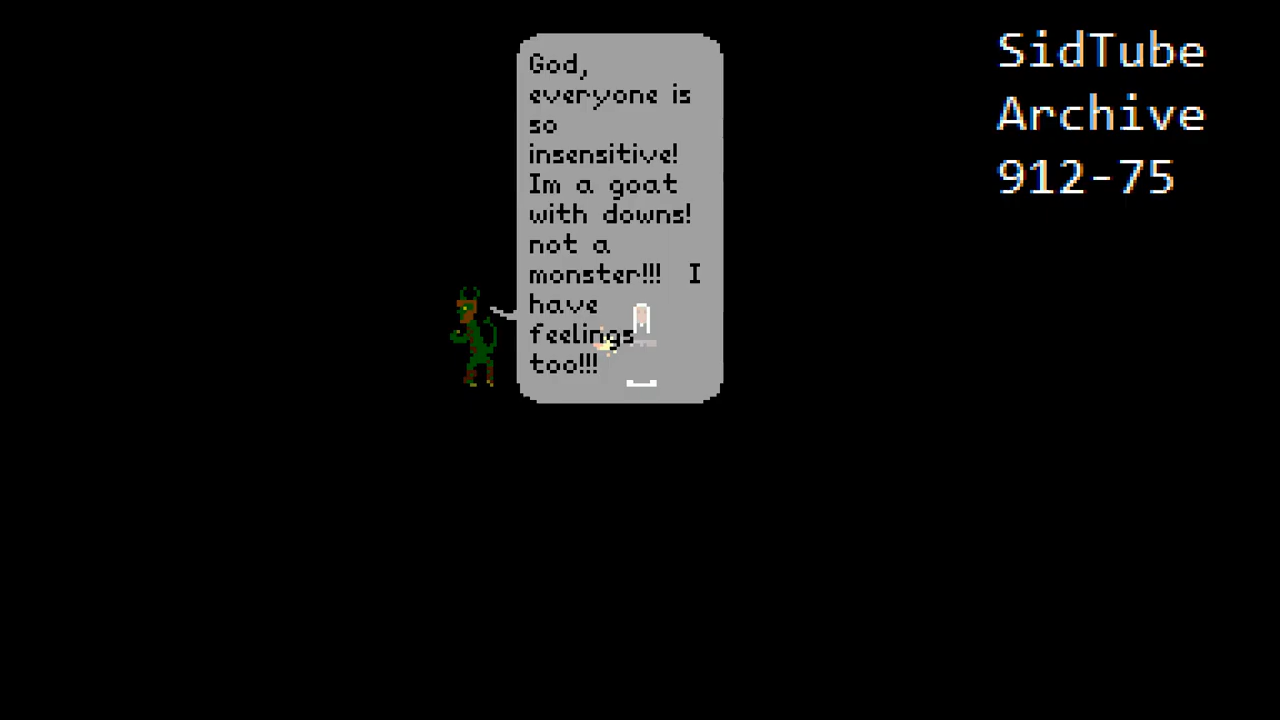 God,
everyone is
so
insensitive!
Im a goat
with downs!
not a
monster!!! I
have
feelings
too!!!
SidTube
Archive
912-75